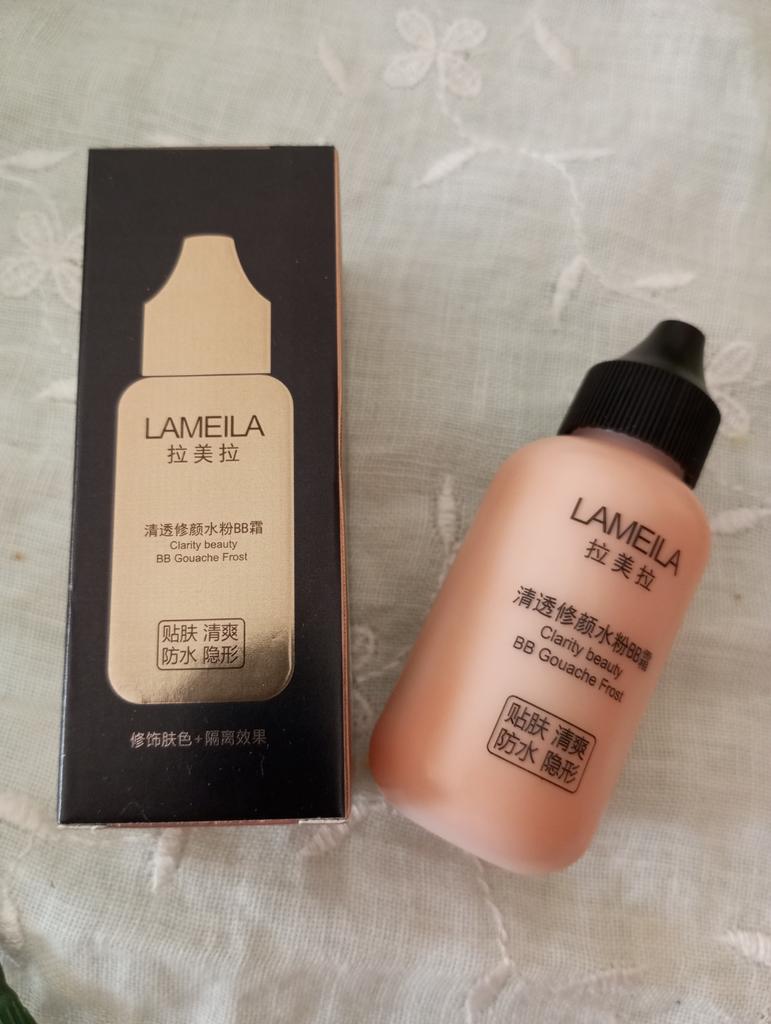 LAMEILA
拉美拉
清透修颜水粉BB霜
Clarity beauty
BB Gouache Frost
贴肤 清爽
防水 隐形
修饰肤色+隔离效果
LAMEILA
拉美拉
清透修颜水粉BB霜
Clarity beauty
BB Gouache Frost
贴肤 清爽
防水 隐形